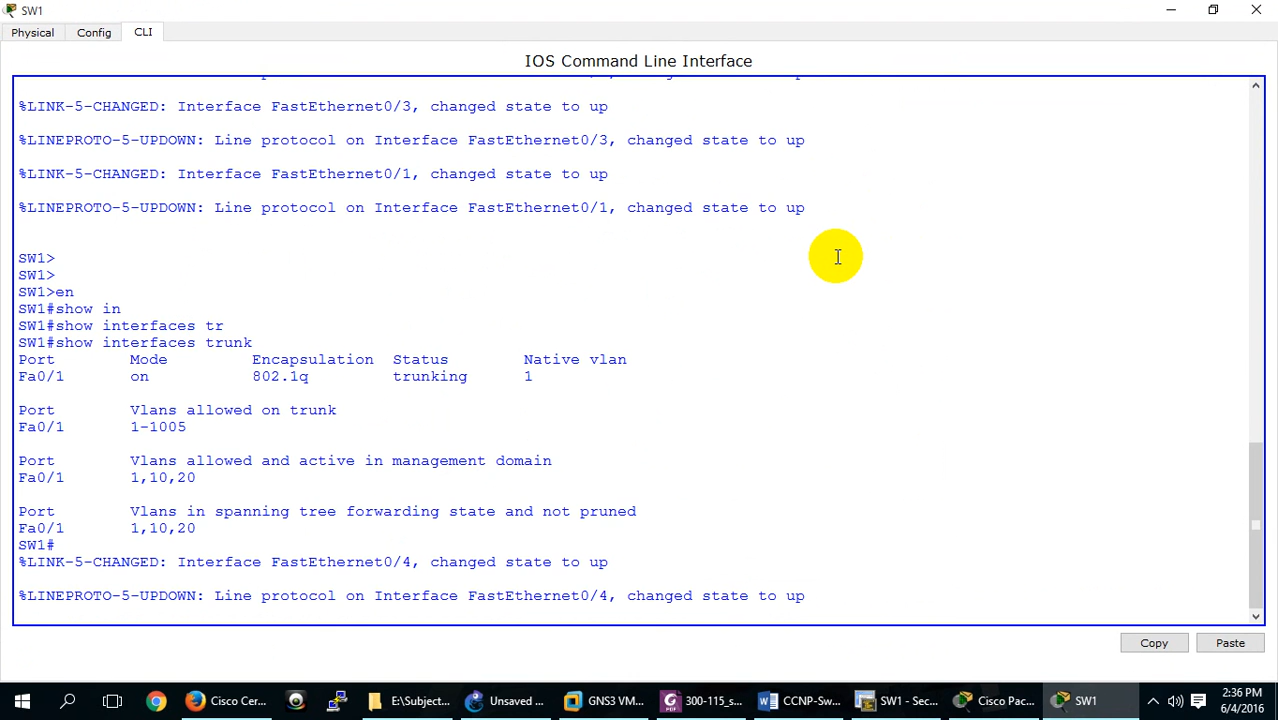 SW1
Physical Config CLI
IOS Command Line Interface
%LINK-5-CHANGED: Interface FastEthernet0/3, changed state to up
%LINEPROTO-5-UPDOWN: Line protocol on Interface FastEthernet0/3, changed state to up
%LINK-5-CHANGED: Interface FastEthernet0/1, changed state to up
%LINEPROTO-5-UPDOWN: Line protocol on Interface FastEthernet0/1, changed state to up
SW1>
SW1>
SW1>en
SW1#show in
SW1#show interfaces tr
SW1#show interfaces trunk
Port Mode Encapsulation Status Native vlan
Fa0/1 on 802.1q trunking 1
Port Vlans allowed on trunk
Fa0/1 1-1005
Port Vlans allowed and active in management domain
Fa0/1 1,10,20
Port Vlans in spanning tree forwarding state and not pruned
Fa0/1 1,10,20
SW1#
%LINK-5-CHANGED: Interface FastEthernet0/4, changed state to up
%LINEPROTO-5-UPDOWN: Line protocol on Interface FastEthernet0/4, changed state to up
Copy Paste
Cisco Cer... E:\Subject... Unsaved ... GNS3 VM... 300-115_s... CCNP-Sw... SW1 - Sec... Cisco Pac... SW1 2:36 PM
6/4/2016